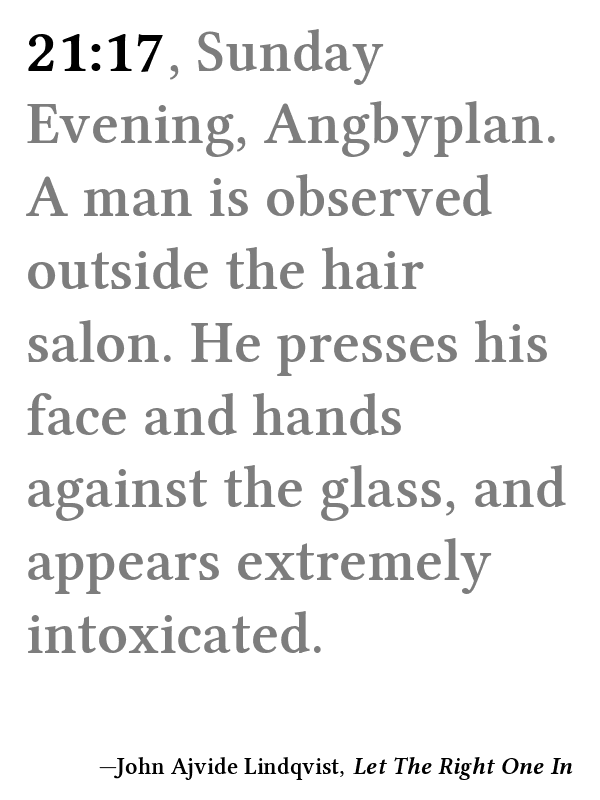 21:17, Sunday
Evening, Angbyplan.
A man is observed
outside the hair
salon. He presses his
face and hands
against the glass, and
appears extremely
intoxicated.
—John Ajvide Lindqvist, Let The Right One In